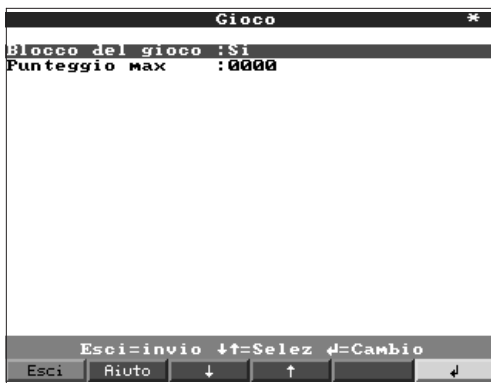 Gioco *
Blocco del gioco :Si
Punteggio max :0000
Esci=invio ↓↑=Selez ↲=Cambio
Esci Aiuto ↓ ↑ ↲